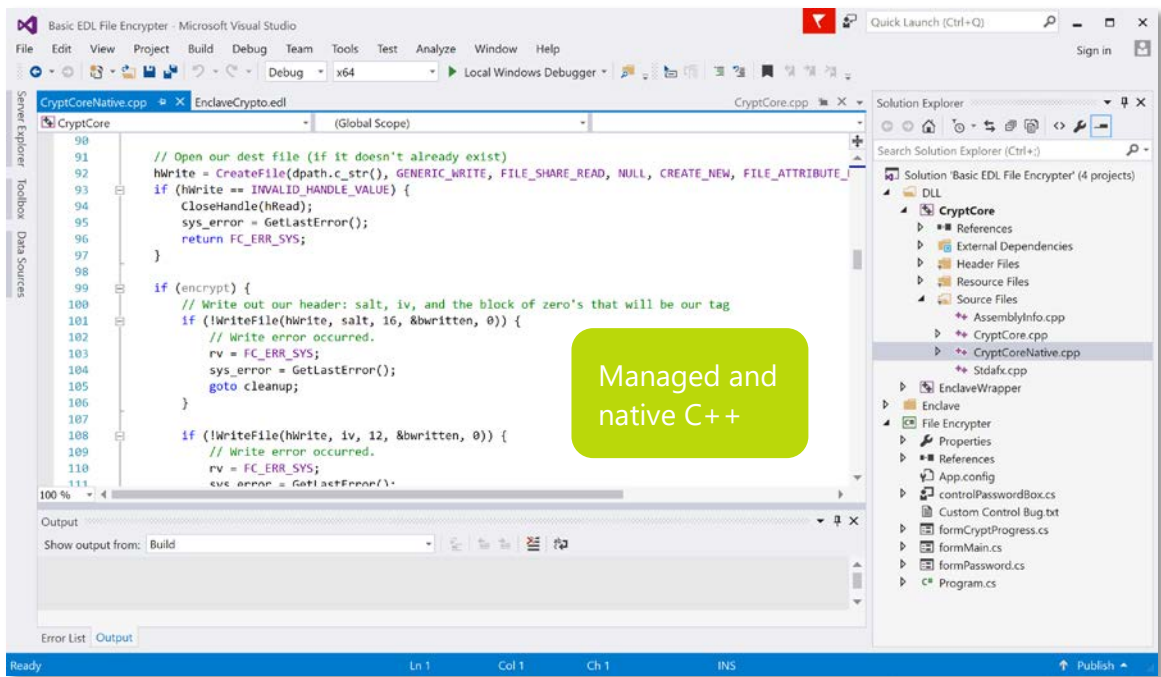 Basic EDL File Encrypter - Microsoft Visual Studio
Quick Launch (Ctrl+Q)
File Edit View Project Build Debug Team Tools Test Analyze Window Help
Sign in
Debug x64 Local Windows Debugger
Server Explorer
Toolbox
Data Sources
CryptCoreNative.cpp EnclaveCrypto.edl CryptCore.cpp
CryptCore (Global Scope)
90
91 // Open our dest file (if it doesn't already exist)
92 hWrite = CreateFile(dpath.c_str(), GENERIC_WRITE, FILE_SHARE_READ, NULL, CREATE_NEW, FILE_ATTRIBUTE_
93 if (hWrite == INVALID_HANDLE_VALUE) {
94 CloseHandle(hRead);
95 sys_error = GetLastError();
96 return FC_ERR_SYS;
97 }
98
99 if (encrypt) {
100 // Write out our header: salt, iv, and the block of zero's that will be our tag
101 if (!WriteFile(hWrite, salt, 16, &bwritten, 0)) {
102 // Write error occurred.
103 rv = FC_ERR_SYS;
104 sys_error = GetLastError();
105 goto cleanup;
106 }
107
108 if (!WriteFile(hWrite, iv, 12, &bwritten, 0)) {
109 // Write error occurred.
110 rv = FC_ERR_SYS;
111 sys_error = GetLastError();
Managed and
native C++
100 %
Output
Show output from: Build
Error List Output
Solution Explorer
Search Solution Explorer (Ctrl+;)
Solution 'Basic EDL File Encrypter' (4 projects)
DLL
CryptCore
References
External Dependencies
Header Files
Resource Files
Source Files
AssemblyInfo.cpp
CryptCore.cpp
CryptCoreNative.cpp
Stdafx.cpp
EnclaveWrapper
Enclave
C# File Encrypter
Properties
References
App.config
controlPasswordBox.cs
Custom Control Bug.txt
formCryptProgress.cs
formMain.cs
formPassword.cs
C# Program.cs
Ready Ln 1 Col 1 Ch 1 INS Publish